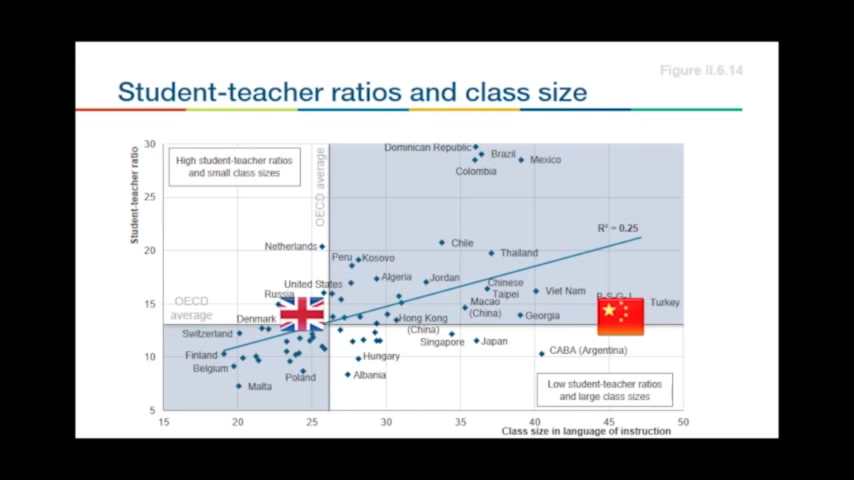 Figure II.6.14
Student-teacher ratios and class size
Student-teacher ratio
30
25
20
15
10
5
High student-teacher ratios
and small class sizes
OECD average
Dominican Republic
Brazil
Mexico
Colombia
R² = 0.25
Netherlands
Chile
Thailand
Peru
Kosovo
Algeria
Jordan
United States
Chinese
Taipei
Viet Nam
Russia
OECD
average
Macao
(China)
Turkey
Denmark
Hong Kong
(China)
Georgia
Switzerland
Singapore
Japan
Finland
Hungary
CABA (Argentina)
Belgium
Poland
Albania
Malta
Low student-teacher ratios
and large class sizes
15
20
25
30
35
40
45
50
Class size in language of instruction